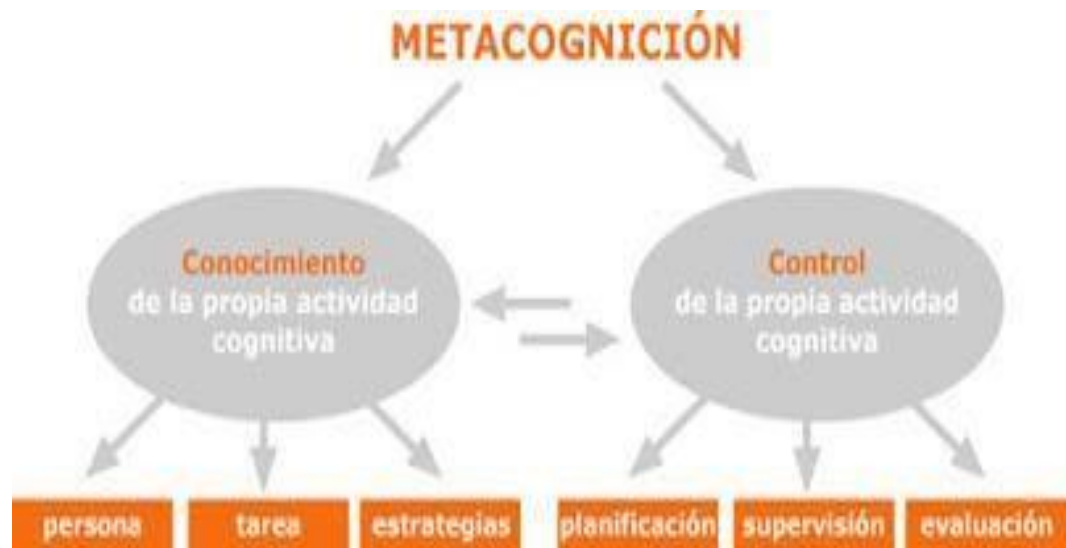 METACOGNICIÓN
Conocimiento
de la propia actividad
cognitiva
Control
de la propia actividad
cognitiva
persona
tarea
estrategias
planificación
supervisión
evaluación